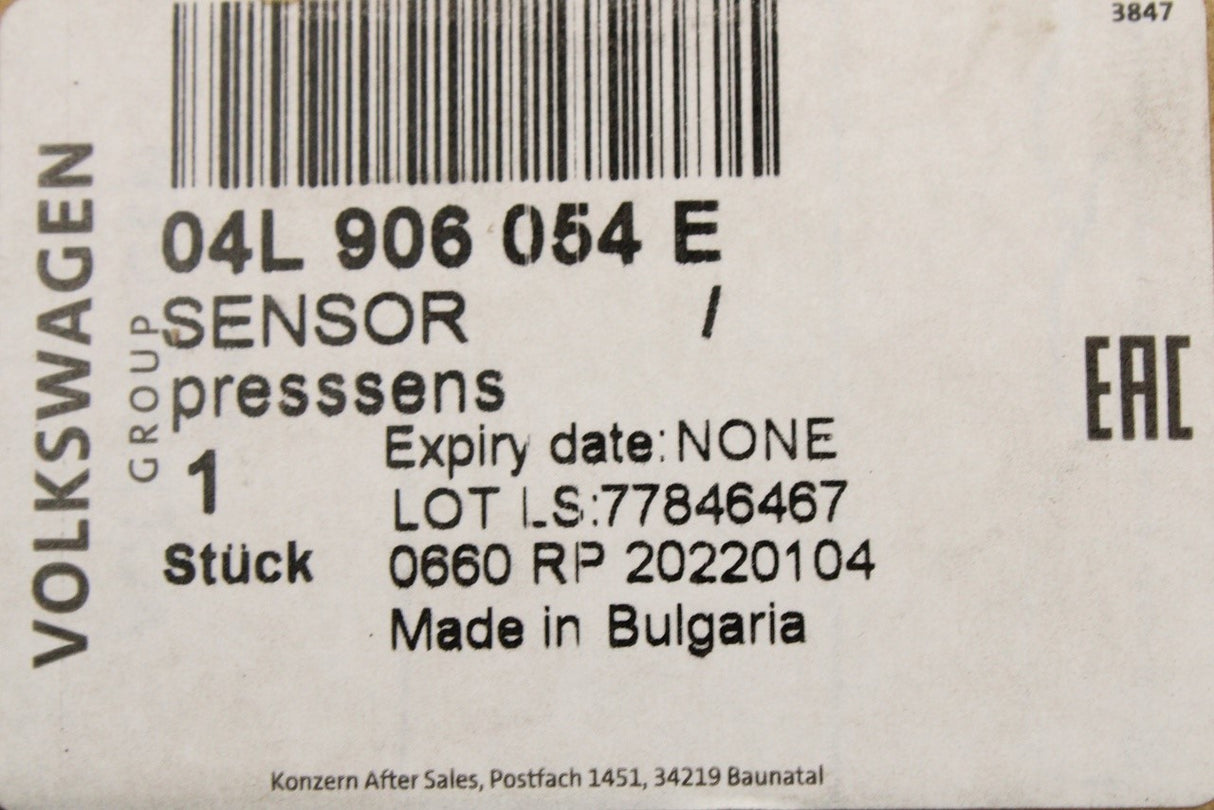 3847
VOLKSWAGEN
GROUP
04L 906 054 E
SENSOR /
presssens
1
Stück
Expiry date:NONE
LOT LS:77846467
0660 RP 20220104
Made in Bulgaria
EAC
Konzern After Sales, Postfach 1451, 34219 Baunatal